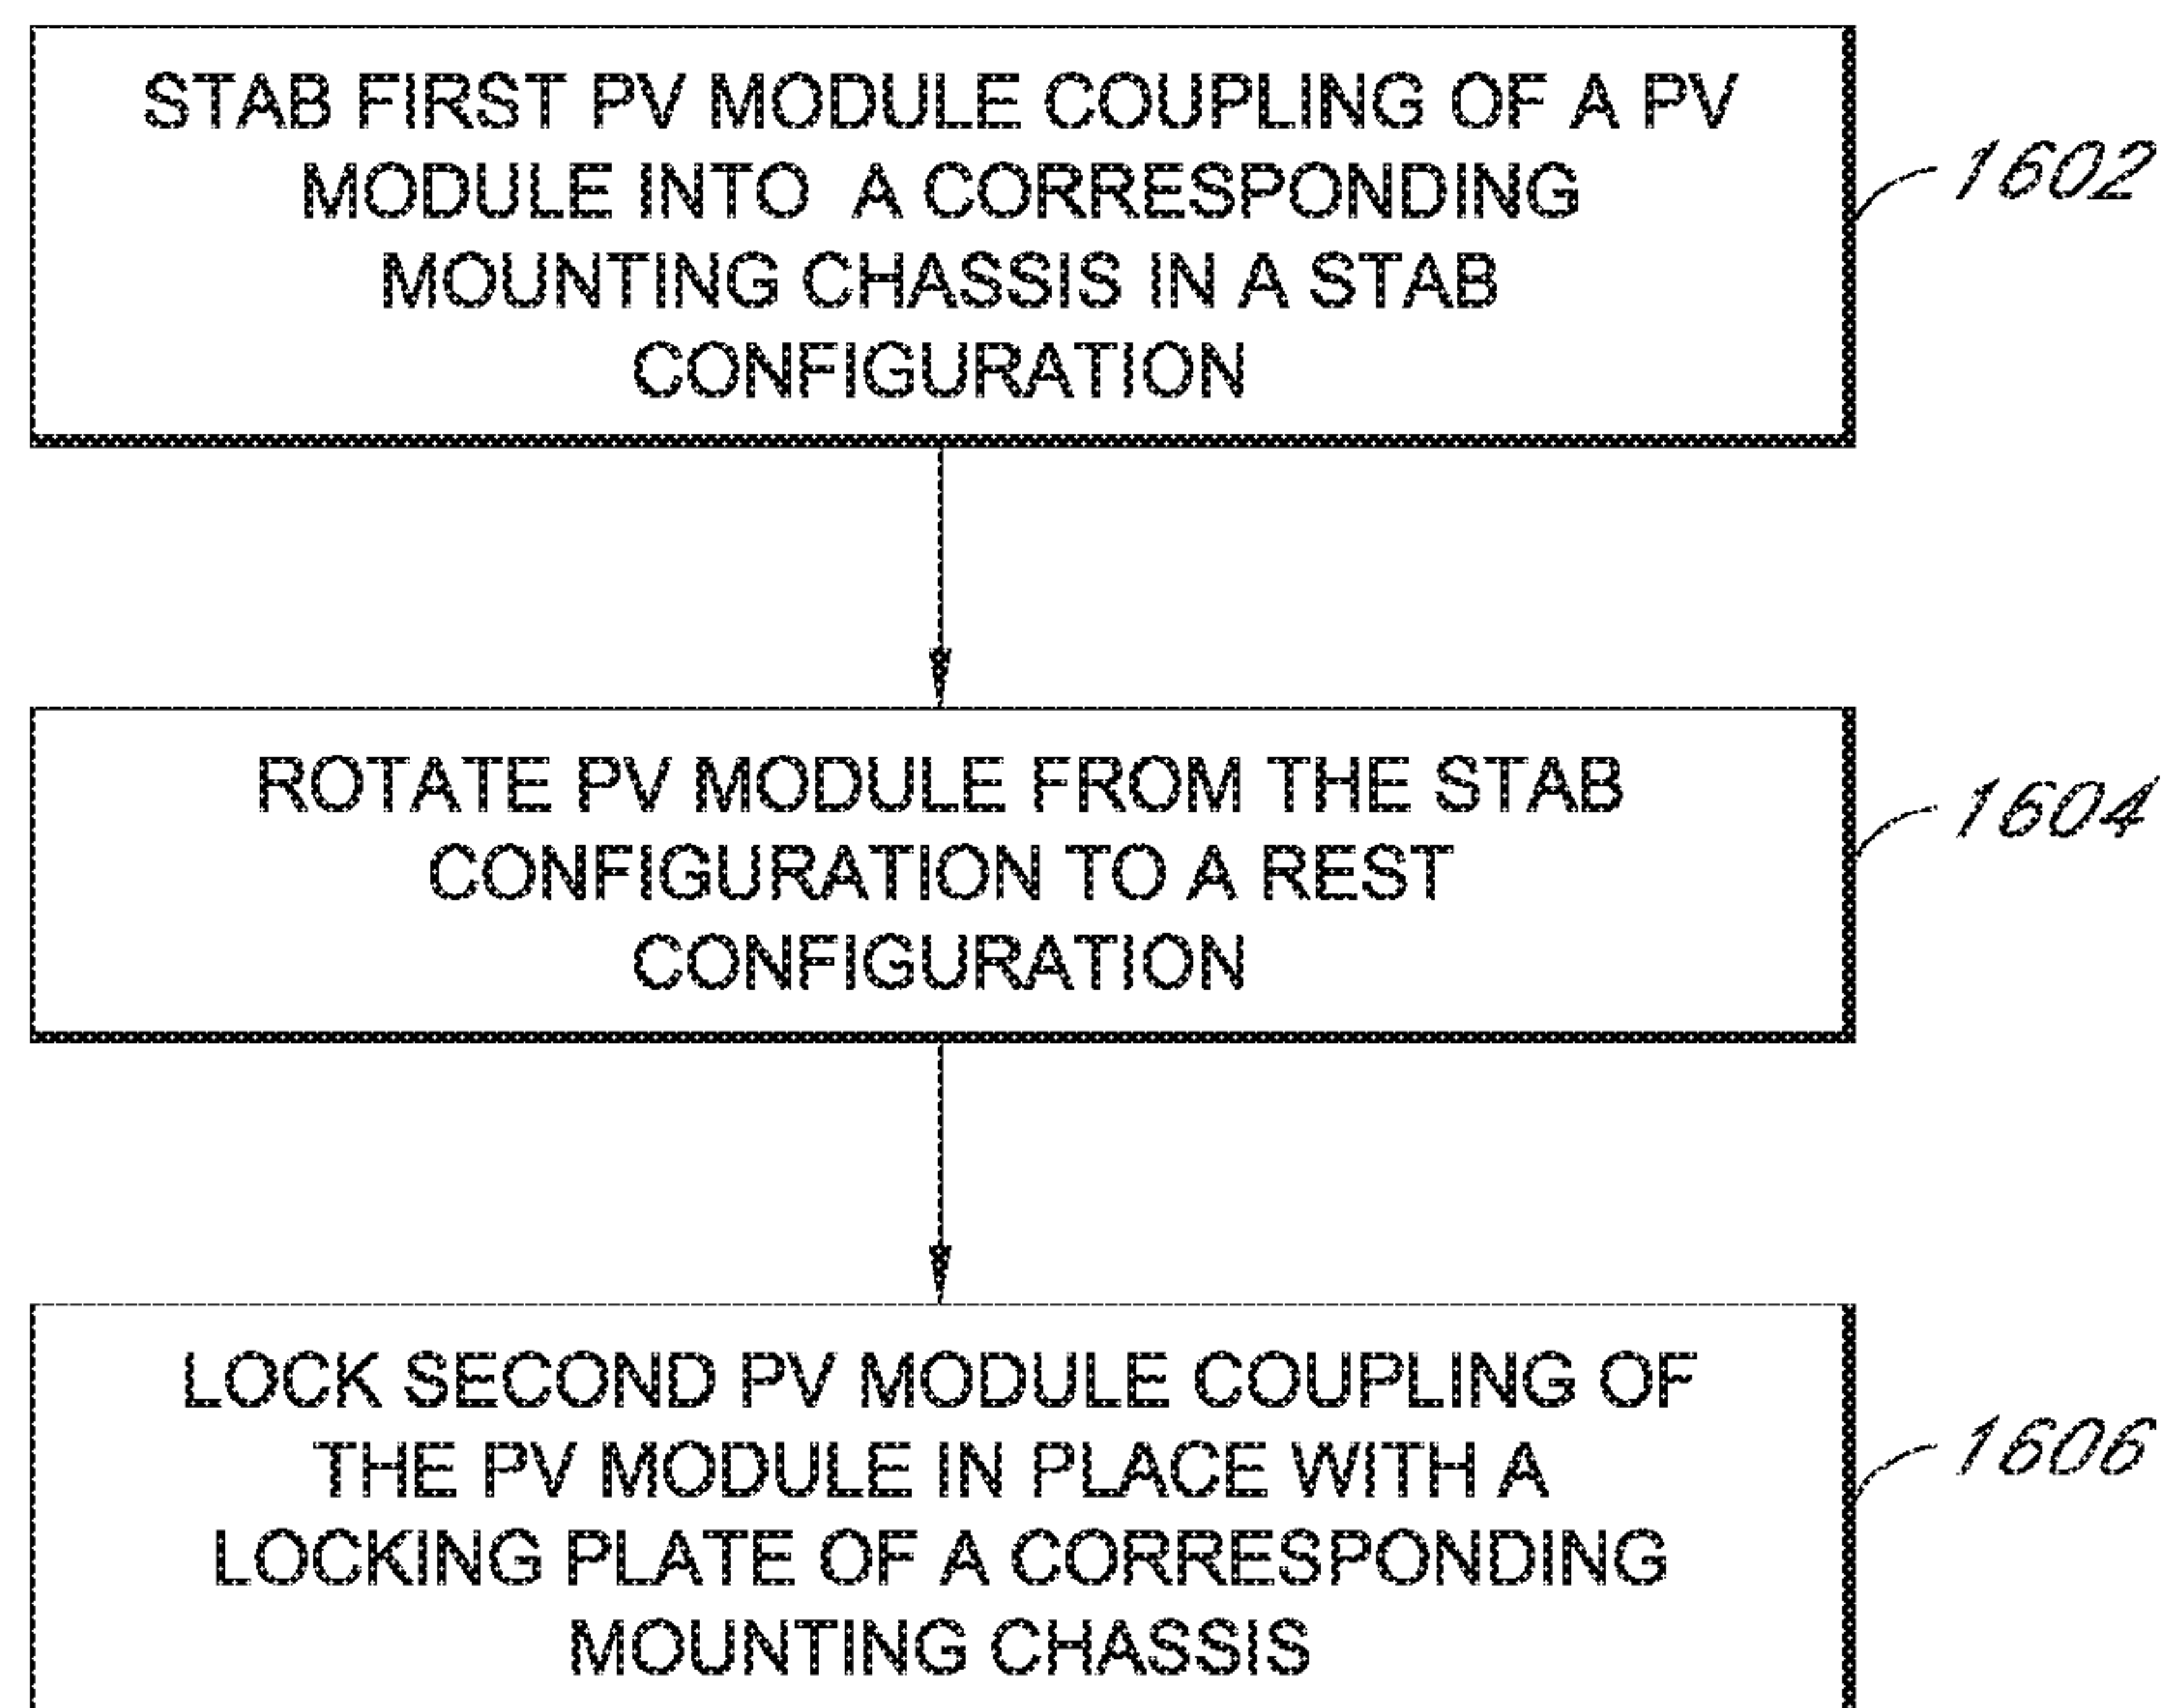 STAB FIRST PV MODULE COUPLING OF A PV
MODULE INTO A CORRESPONDING
MOUNTING CHASSIS IN A STAB
CONFIGURATION
1602
ROTATE PV MODULE FROM THE STAB
CONFIGURATION TO A REST
CONFIGURATION
1604
LOCK SECOND PV MODULE COUPLING OF
THE PV MODULE IN PLACE WITH A
LOCKING PLATE OF A CORRESPONDING
MOUNTING CHASSIS
1606